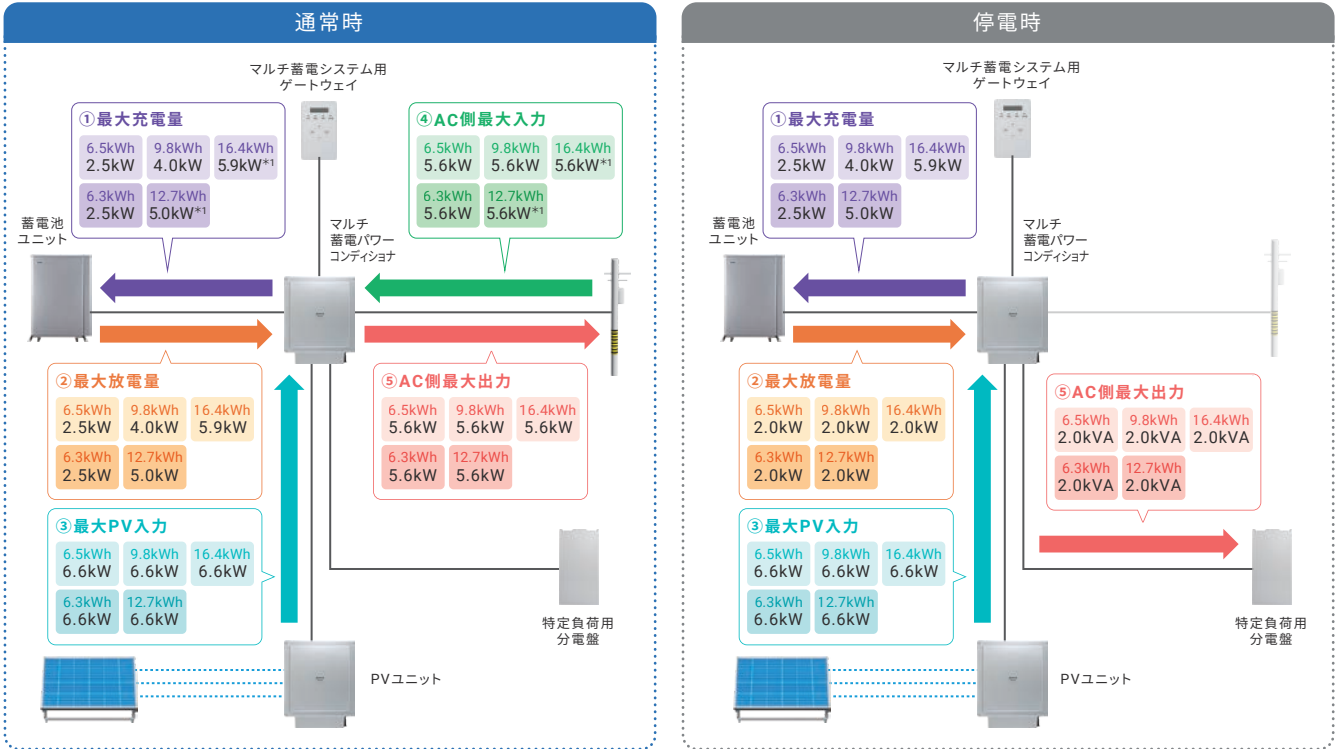 通常時
マルチ蓄電システム用
ゲートウェイ
①最大充電量
6.5kWh 9.8kWh 16.4kWh
2.5kW 4.0kW 5.9kW*1
6.3kWh 12.7kWh
2.5kW 5.0kW*1
④AC側最大入力
6.5kWh 9.8kWh 16.4kWh
5.6kW 5.6kW 5.6kW*1
6.3kWh 12.7kWh
5.6kW 5.6kW*1
蓄電池
ユニット
マルチ
蓄電パワー
コンディショナ
②最大放電量
6.5kWh 9.8kWh 16.4kWh
2.5kW 4.0kW 5.9kW
6.3kWh 12.7kWh
2.5kW 5.0kW
⑤AC側最大出力
6.5kWh 9.8kWh 16.4kWh
5.6kW 5.6kW 5.6kW
6.3kWh 12.7kWh
5.6kW 5.6kW
③最大PV入力
6.5kWh 9.8kWh 16.4kWh
6.6kW 6.6kW 6.6kW
6.3kWh 12.7kWh
6.6kW 6.6kW
特定負荷用
分電盤
PVユニット
停電時
マルチ蓄電システム用
ゲートウェイ
①最大充電量
6.5kWh 9.8kWh 16.4kWh
2.5kW 4.0kW 5.9kW
6.3kWh 12.7kWh
2.5kW 5.0kW
蓄電池
ユニット
マルチ
蓄電パワー
コンディショナ
②最大放電量
6.5kWh 9.8kWh 16.4kWh
2.0kW 2.0kW 2.0kW
6.3kWh 12.7kWh
2.0kW 2.0kW
⑤AC側最大出力
6.5kWh 9.8kWh 16.4kWh
2.0kVA 2.0kVA 2.0kVA
6.3kWh 12.7kWh
2.0kVA 2.0kVA
③最大PV入力
6.5kWh 9.8kWh 16.4kWh
6.6kW 6.6kW 6.6kW
6.3kWh 12.7kWh
6.6kW 6.6kW
特定負荷用
分電盤
PVユニット